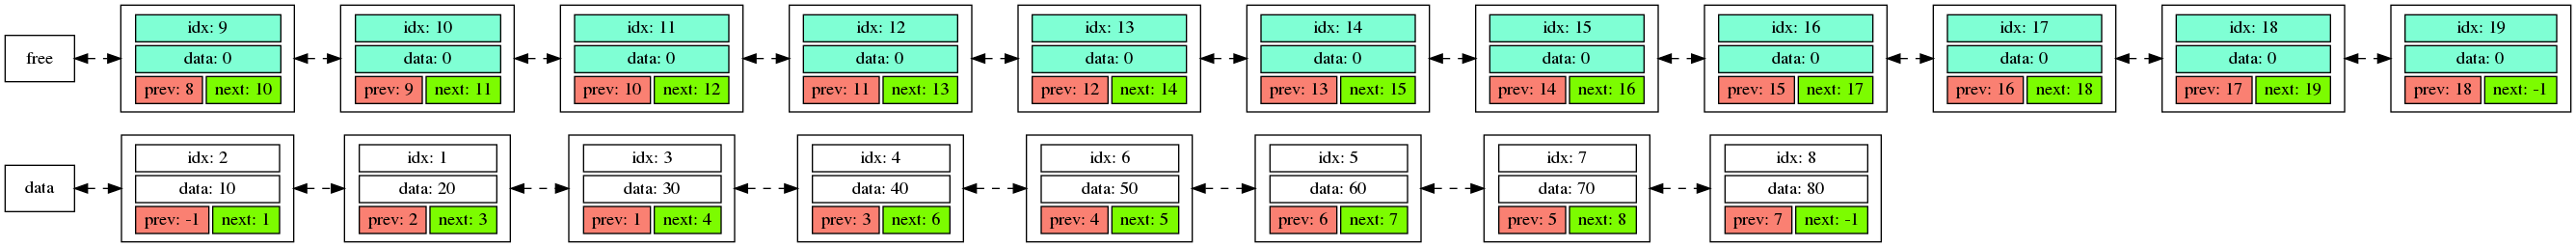 free
idx: 9
data: 0
prev: 8 next: 10
idx: 10
data: 0
prev: 9 next: 11
idx: 11
data: 0
prev: 10 next: 12
idx: 12
data: 0
prev: 11 next: 13
idx: 13
data: 0
prev: 12 next: 14
idx: 14
data: 0
prev: 13 next: 15
idx: 15
data: 0
prev: 14 next: 16
idx: 16
data: 0
prev: 15 next: 17
idx: 17
data: 0
prev: 16 next: 18
idx: 18
data: 0
prev: 17 next: 19
idx: 19
data: 0
prev: 18 next: -1
data
idx: 2
data: 10
prev: -1 next: 1
idx: 1
data: 20
prev: 2 next: 3
idx: 3
data: 30
prev: 1 next: 4
idx: 4
data: 40
prev: 3 next: 6
idx: 6
data: 50
prev: 4 next: 5
idx: 5
data: 60
prev: 6 next: 7
idx: 7
data: 70
prev: 5 next: 8
idx: 8
data: 80
prev: 7 next: -1